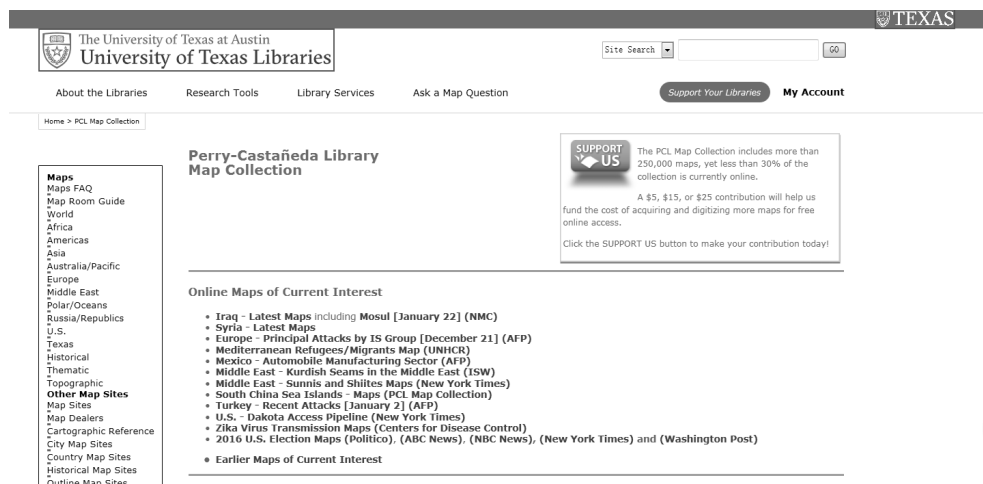 TEXAS
The University of Texas at Austin
University of Texas Libraries
Site Search
GO
About the Libraries Research Tools Library Services Ask a Map Question Support Your Libraries My Account
Home > PCL Map Collection
Perry-Castañeda Library
Map Collection
SUPPORT
US
The PCL Map Collection includes more than
250,000 maps, yet less than 30% of the
collection is currently online.
A $5, $15, or $25 contribution will help us
fund the cost of acquiring and digitizing more maps for free
online access.
Click the SUPPORT US button to make your contribution today!
Maps
Maps FAQ
Map Room Guide
World
Africa
Americas
Asia
Australia/Pacific
Europe
Middle East
Polar/Oceans
Russia/Republics
U.S.
Texas
Historical
Thematic
Topographic
Other Map Sites
Map Sites
Map Dealers
Cartographic Reference
City Map Sites
Country Map Sites
Historical Map Sites
Outline Map Sites
Online Maps of Current Interest
• Iraq - Latest Maps including Mosul [January 22] (NMC)
• Syria - Latest Maps
• Europe - Principal Attacks by IS Group [December 21] (AFP)
• Mediterranean Refugees/Migrants Map (UNHCR)
• Mexico - Automobile Manufacturing Sector (AFP)
• Middle East - Kurdish Seams in the Middle East (ISW)
• Middle East - Sunnis and Shiites Maps (New York Times)
• South China Sea Islands - Maps (PCL Map Collection)
• Turkey - Recent Attacks [January 2] (AFP)
• U.S. - Dakota Access Pipeline (New York Times)
• Zika Virus Transmission Maps (Centers for Disease Control)
• 2016 U.S. Election Maps (Politico), (ABC News), (NBC News), (New York Times) and (Washington Post)
• Earlier Maps of Current Interest